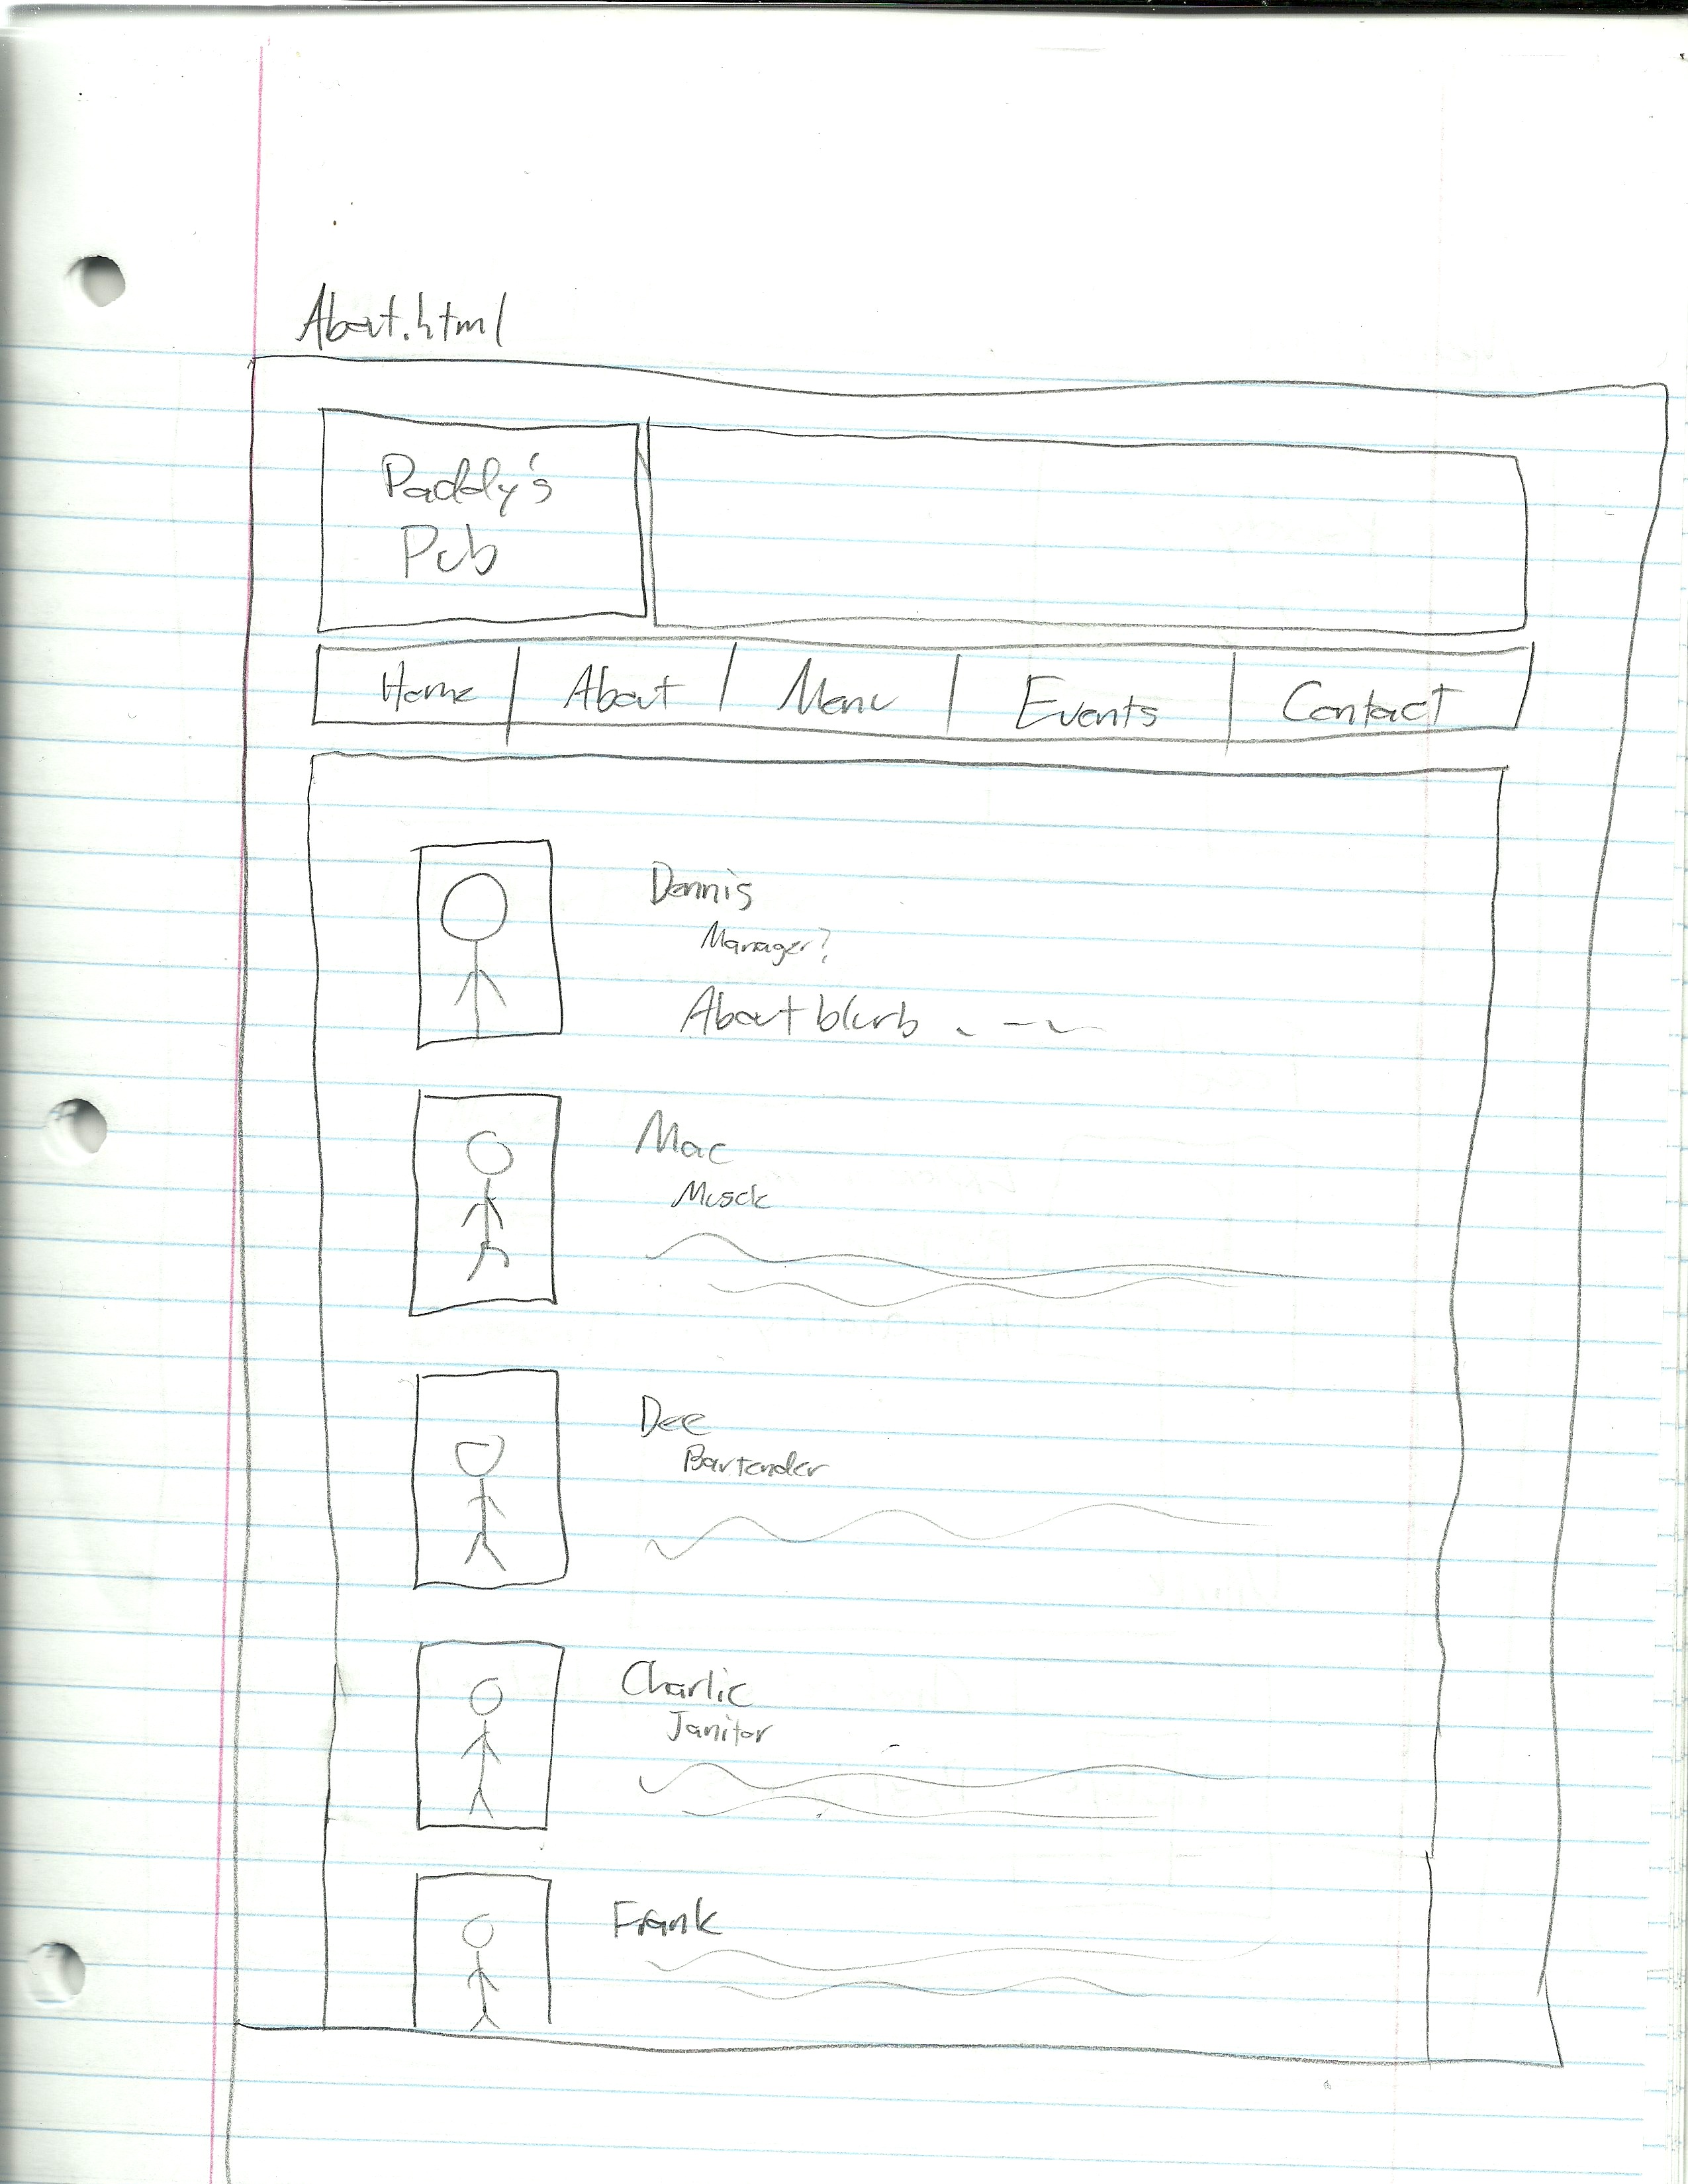 About.html
Paddy's
Pub
Home About Menu Events Contact
Dennis
Manager?
About blurb
Mac
Muscle
Dee
Bartender
Charlie
Janitor
Frank